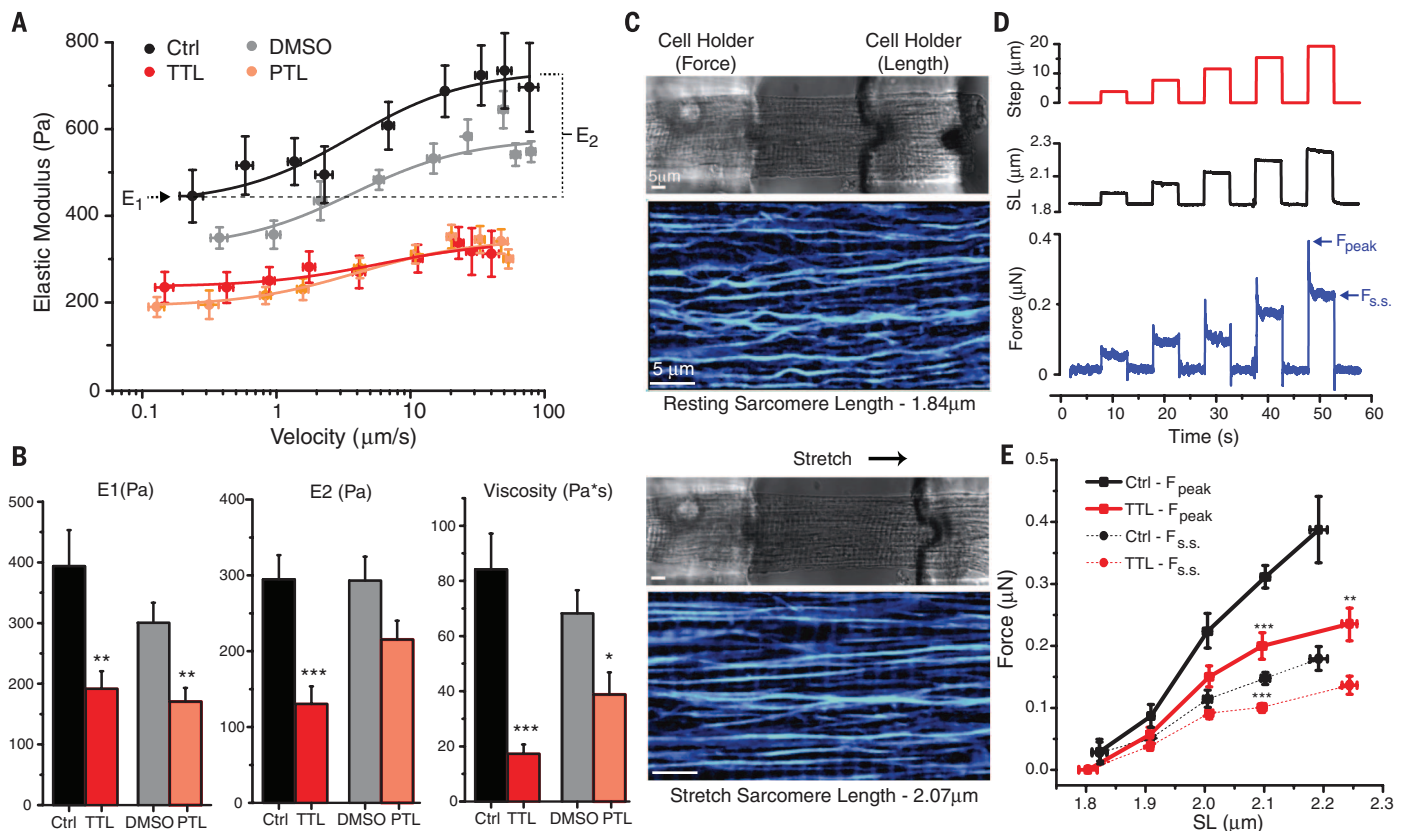 A
Ctrl
DMSO
TTL
PTL
800
600
400
200
0
Elastic Modulus (Pa)
E1
E2
0.1
1
10
100
Velocity (μm/s)
B
E1(Pa)
500
400
300
200
100
0
**
**
Ctrl
TTL
DMSO
PTL
E2 (Pa)
400
300
200
100
0
***
Ctrl
TTL
DMSO
PTL
Viscosity (Pa*s)
100
80
60
40
20
0
***
*
Ctrl
TTL
DMSO
PTL
C
Cell Holder
(Force)
Cell Holder
(Length)
5μm
5 μm
Resting Sarcomere Length - 1.84μm
Stretch
Stretch Sarcomere Length - 2.07μm
D
Step (μm)
20
10
0
SL (μm)
2.3
2.1
1.8
Force (μN)
0.4
0.2
0
Fpeak
Fs.s.
0
10
20
30
40
50
60
Time (s)
E
Ctrl - Fpeak
TTL - Fpeak
Ctrl - Fs.s.
TTL - Fs.s.
0.5
0.4
0.3
0.2
0.1
0.0
Force (μN)
***
**
***
1.8
1.9
2.0
2.1
2.2
2.3
SL (μm)